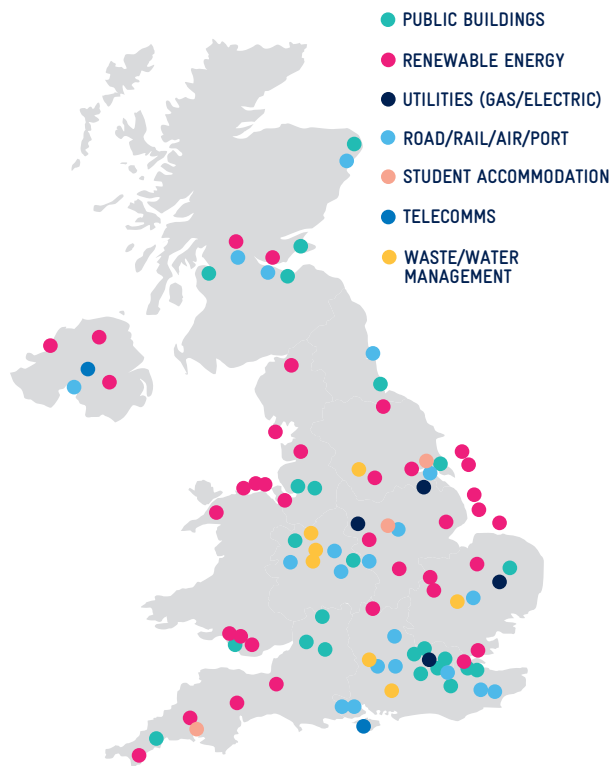 PUBLIC BUILDINGS
RENEWABLE ENERGY
UTILITIES (GAS/ELECTRIC)
ROAD/RAIL/AIR/PORT
STUDENT ACCOMMODATION
TELECOMMS
WASTE/WATER
MANAGEMENT